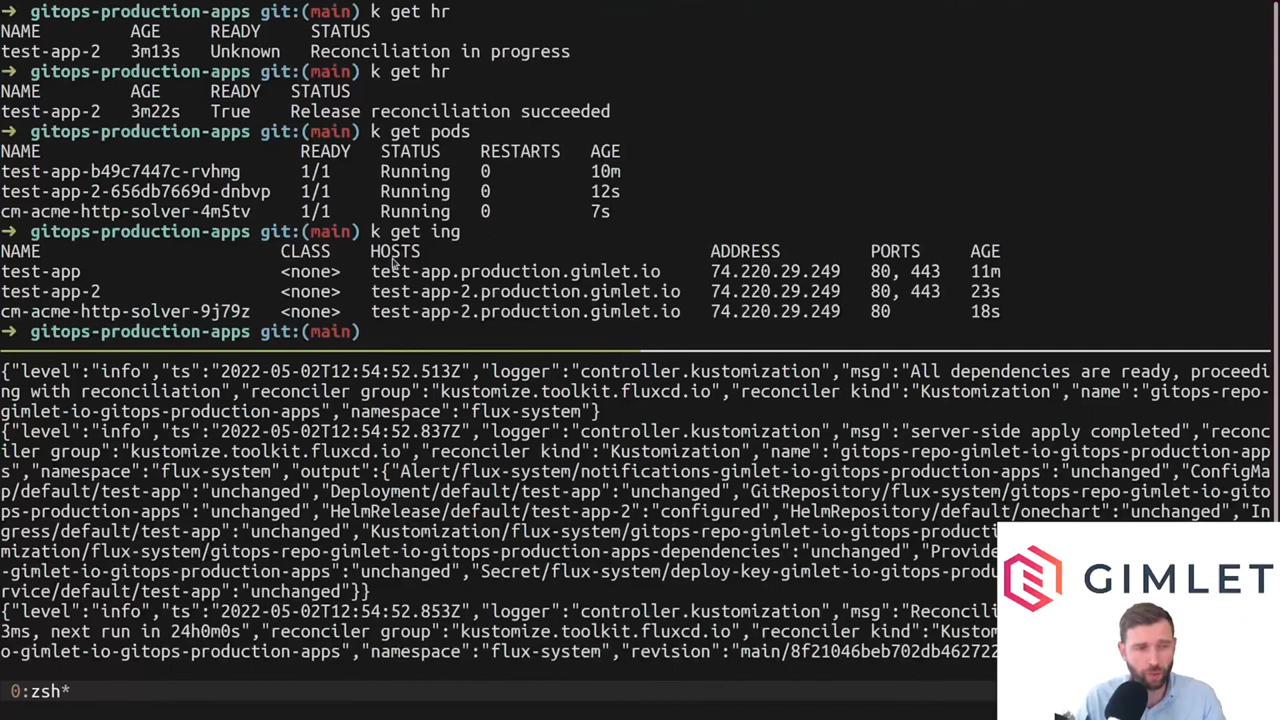 ➜  gitops-production-apps git:(main) k get hr
NAME         AGE     READY     STATUS
test-app-2   3m13s   Unknown   Reconciliation in progress
➜  gitops-production-apps git:(main) k get hr
NAME         AGE     READY   STATUS
test-app-2   3m22s   True    Release reconciliation succeeded
➜  gitops-production-apps git:(main) k get pods
NAME                          READY   STATUS    RESTARTS   AGE
test-app-b49c7447c-rvhmg      1/1     Running   0          10m
test-app-2-656db7669d-dnbvp   1/1     Running   0          12s
cm-acme-http-solver-4m5tv     1/1     Running   0          7s
➜  gitops-production-apps git:(main) k get ing
NAME                        CLASS    HOSTS                             ADDRESS         PORTS     AGE
test-app                    <none>   test-app.production.gimlet.io     74.220.29.249   80, 443   11m
test-app-2                  <none>   test-app-2.production.gimlet.io   74.220.29.249   80, 443   23s
cm-acme-http-solver-9j79z   <none>   test-app-2.production.gimlet.io   74.220.29.249   80        18s
➜  gitops-production-apps git:(main)
{"level":"info","ts":"2022-05-02T12:54:52.513Z","logger":"controller.kustomization","msg":"All dependencies are ready, proceedi
ng with reconciliation","reconciler group":"kustomize.toolkit.fluxcd.io","reconciler kind":"Kustomization","name":"gitops-repo-
gimlet-io-gitops-production-apps","namespace":"flux-system"}
{"level":"info","ts":"2022-05-02T12:54:52.837Z","logger":"controller.kustomization","msg":"server-side apply completed","reconc
iler group":"kustomize.toolkit.fluxcd.io","reconciler kind":"Kustomization","name":"gitops-repo-gimlet-io-gitops-production-app
s","namespace":"flux-system","output":{"Alert/flux-system/notifications-gimlet-io-gitops-production-apps":"unchanged","ConfigMa
p/default/test-app":"unchanged","Deployment/default/test-app":"unchanged","GitRepository/flux-system/gitops-repo-gimlet-io-gito
ps-production-apps":"unchanged","HelmRelease/default/test-app-2":"configured","HelmRepository/default/onechart":"unchanged","In
gress/default/test-app":"unchanged","Kustomization/flux-system/gitops-repo-gimlet-io-gitops-production
mization/flux-system/gitops-repo-gimlet-io-gitops-production-apps-dependencies":"unchanged","Provide
-gimlet-io-gitops-production-apps":"unchanged","Secret/flux-system/deploy-key-gimlet-io-gitops-produ
rvice/default/test-app":"unchanged"}}
{"level":"info","ts":"2022-05-02T12:54:52.853Z","logger":"controller.kustomization","msg":"Reconcili
3ms, next run in 24h0m0s","reconciler group":"kustomize.toolkit.fluxcd.io","reconciler kind":"Kustom
o-gimlet-io-gitops-production-apps","namespace":"flux-system","revision":"main/8f21046beb702db462722
GIMLET
0:zsh*